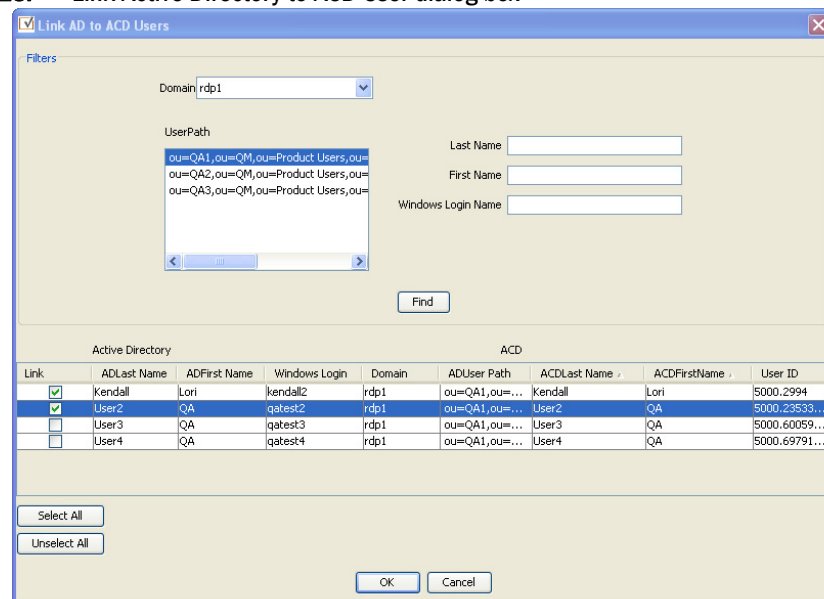 Link AD to ACD Users
Filters
Domain rdp1
UserPath
ou=QA1,ou=QM,ou=Product Users,ou=
ou=QA2,ou=QM,ou=Product Users,ou=
ou=QA3,ou=QM,ou=Product Users,ou=
Last Name
First Name
Windows Login Name
Find
Active Directory ACD
Link ADLast Name ADFirst Name Windows Login Domain ADUser Path ACDLast Name ACDFirstName User ID
Kendall Lori kendall2 rdp1 ou=QA1,ou=... Kendall Lori 5000.2994
User2 QA qatest2 rdp1 ou=QA1,ou=... User2 QA 5000.23533...
User3 QA qatest3 rdp1 ou=QA1,ou=... User3 QA 5000.60059...
User4 QA qatest4 rdp1 ou=QA1,ou=... User4 QA 5000.69791...
Select All
Unselect All
OK Cancel